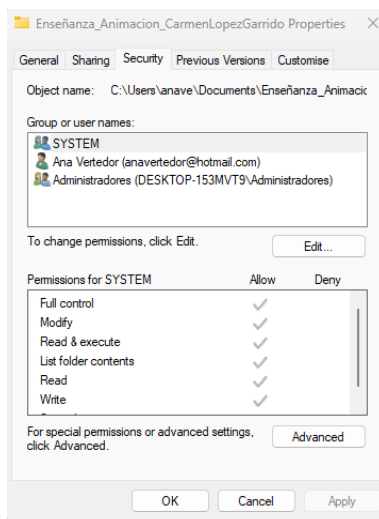 Enseñanza_Animacion_CarmenLopezGarrido Properties
General Sharing Security Previous Versions Customise
Object name: C:\Users\anave\Documents\Enseñanza_Animacic
Group or user names:
SYSTEM
Ana Vertedor (anavertedor@hotmail.com)
Administradores (DESKTOP-153MVT9\Administradores)
To change permissions, click Edit.
Edit...
Permissions for SYSTEM Allow Deny
Full control
Modify
Read & execute
List folder contents
Read
Write
For special permissions or advanced settings,
click Advanced.
Advanced
OK Cancel Apply